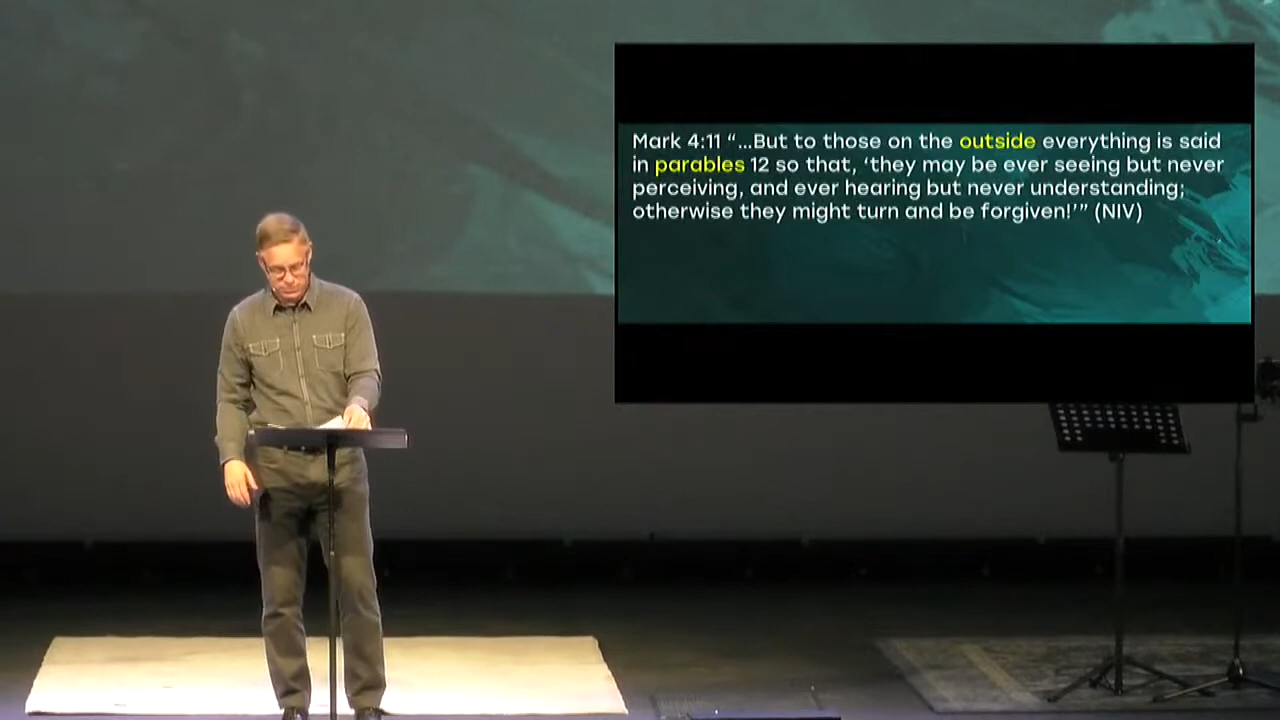 Mark 4:11 “...But to those on the outside everything is said
in parables 12 so that, ‘they may be ever seeing but never
perceiving, and ever hearing but never understanding;
otherwise they might turn and be forgiven!’” (NIV)